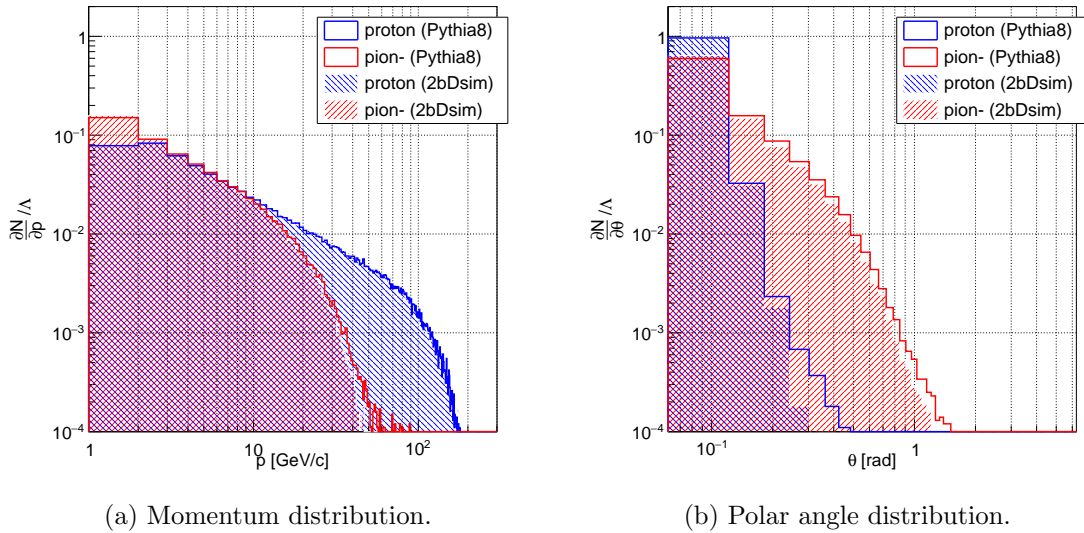 proton (Pythia8)
pion- (Pythia8)
proton (2bDsim)
pion- (2bDsim)
1
10⁻¹
10⁻²
10⁻³
10⁻⁴
∂N/∂p /Λ
1
10
10²
p [GeV/c]
(a) Momentum distribution.
proton (Pythia8)
pion- (Pythia8)
proton (2bDsim)
pion- (2bDsim)
1
10⁻¹
10⁻²
10⁻³
10⁻⁴
∂N/∂θ /Λ
10⁻¹
1
θ [rad]
(b) Polar angle distribution.